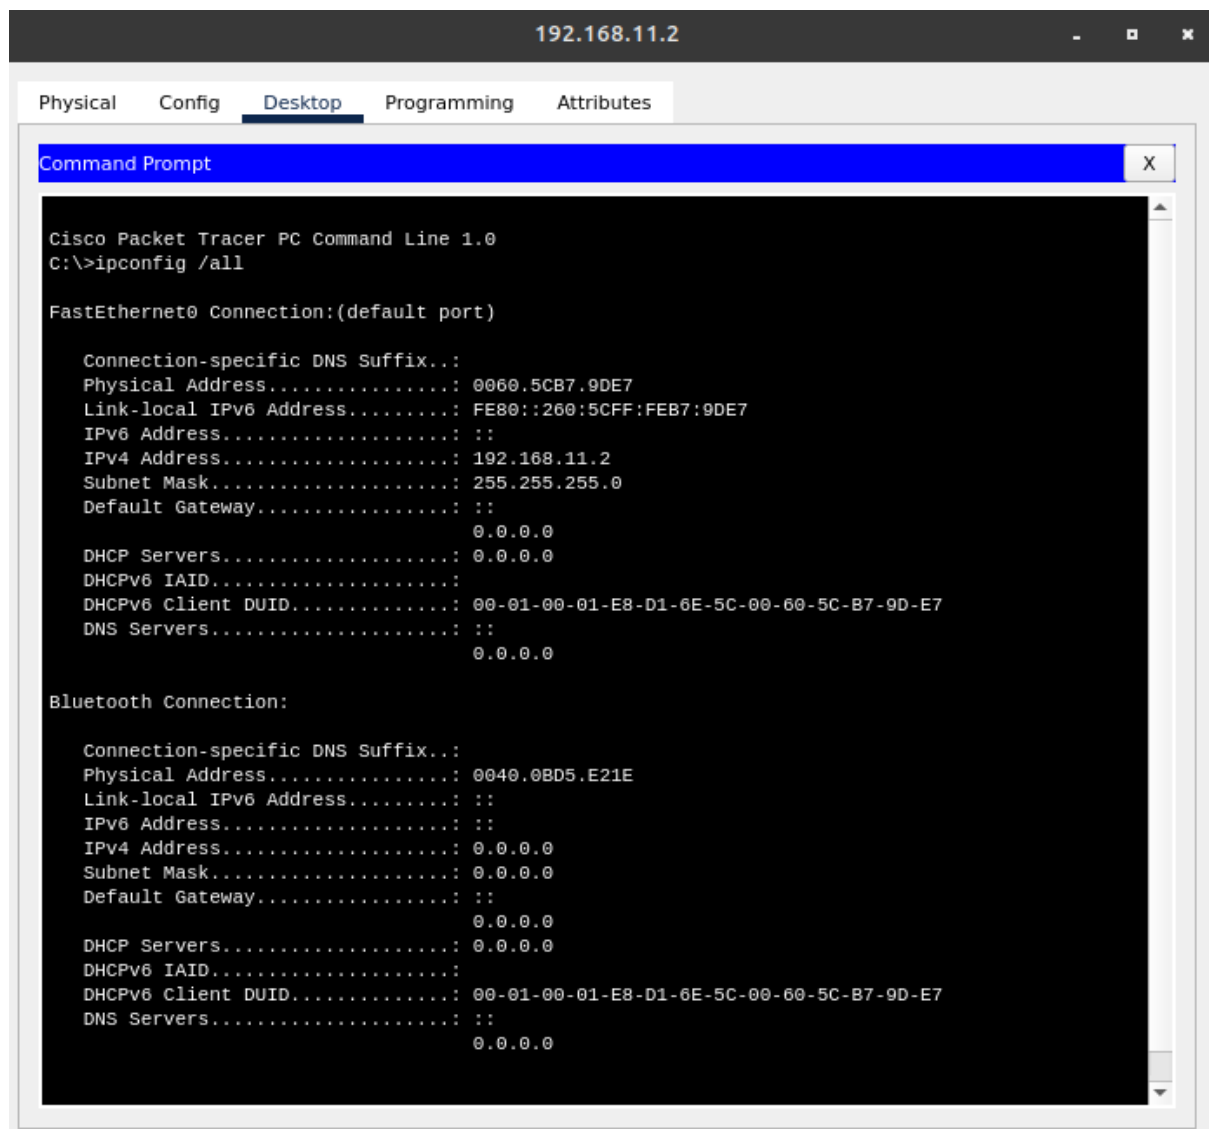 192.168.11.2
Physical Config Desktop Programming Attributes
Command Prompt X
Cisco Packet Tracer PC Command Line 1.0
C:\>ipconfig /all
FastEthernet0 Connection:(default port)
Connection-specific DNS Suffix..:
Physical Address................: 0060.5CB7.9DE7
Link-local IPv6 Address.........: FE80::260:5CFF:FEB7:9DE7
IPv6 Address....................: ::
IPv4 Address....................: 192.168.11.2
Subnet Mask.....................: 255.255.255.0
Default Gateway.................: ::
0.0.0.0
DHCP Servers....................: 0.0.0.0
DHCPv6 IAID.....................:
DHCPv6 Client DUID..............: 00-01-00-01-E8-D1-6E-5C-00-60-5C-B7-9D-E7
DNS Servers.....................: ::
0.0.0.0
Bluetooth Connection:
Connection-specific DNS Suffix..:
Physical Address................: 0040.0BD5.E21E
Link-local IPv6 Address.........: ::
IPv6 Address....................: ::
IPv4 Address....................: 0.0.0.0
Subnet Mask.....................: 0.0.0.0
Default Gateway.................: ::
0.0.0.0
DHCP Servers....................: 0.0.0.0
DHCPv6 IAID.....................:
DHCPv6 Client DUID..............: 00-01-00-01-E8-D1-6E-5C-00-60-5C-B7-9D-E7
DNS Servers.....................: ::
0.0.0.0